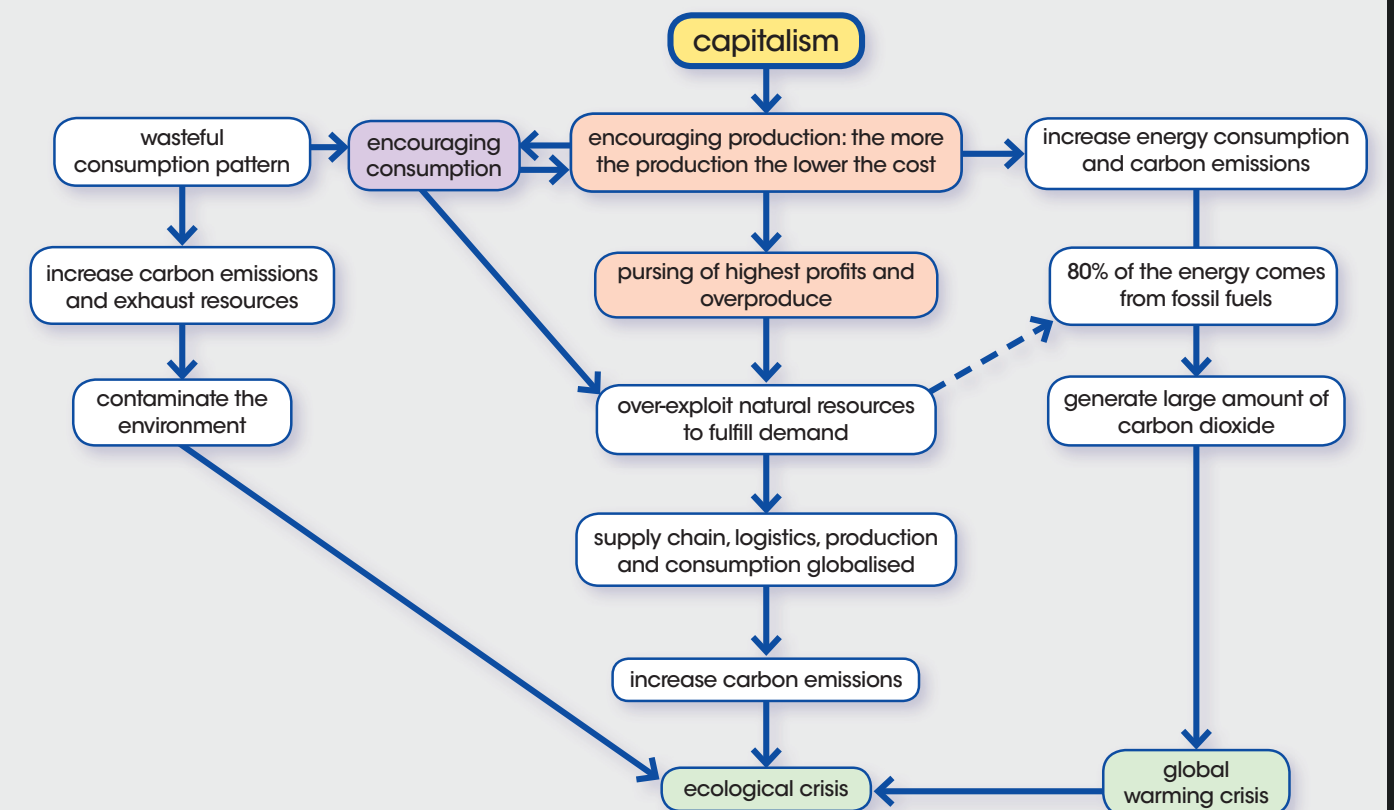 capitalism
wasteful
consumption pattern
encouraging
consumption
encouraging production: the more
the production the lower the cost
increase energy consumption
and carbon emissions
increase carbon emissions
and exhaust resources
pursing of highest profits and
overproduce
80% of the energy comes
from fossil fuels
contaminate the
environment
over-exploit natural resources
to fulfill demand
generate large amount of
carbon dioxide
supply chain, logistics, production
and consumption globalised
increase carbon emissions
ecological crisis
global
warming crisis